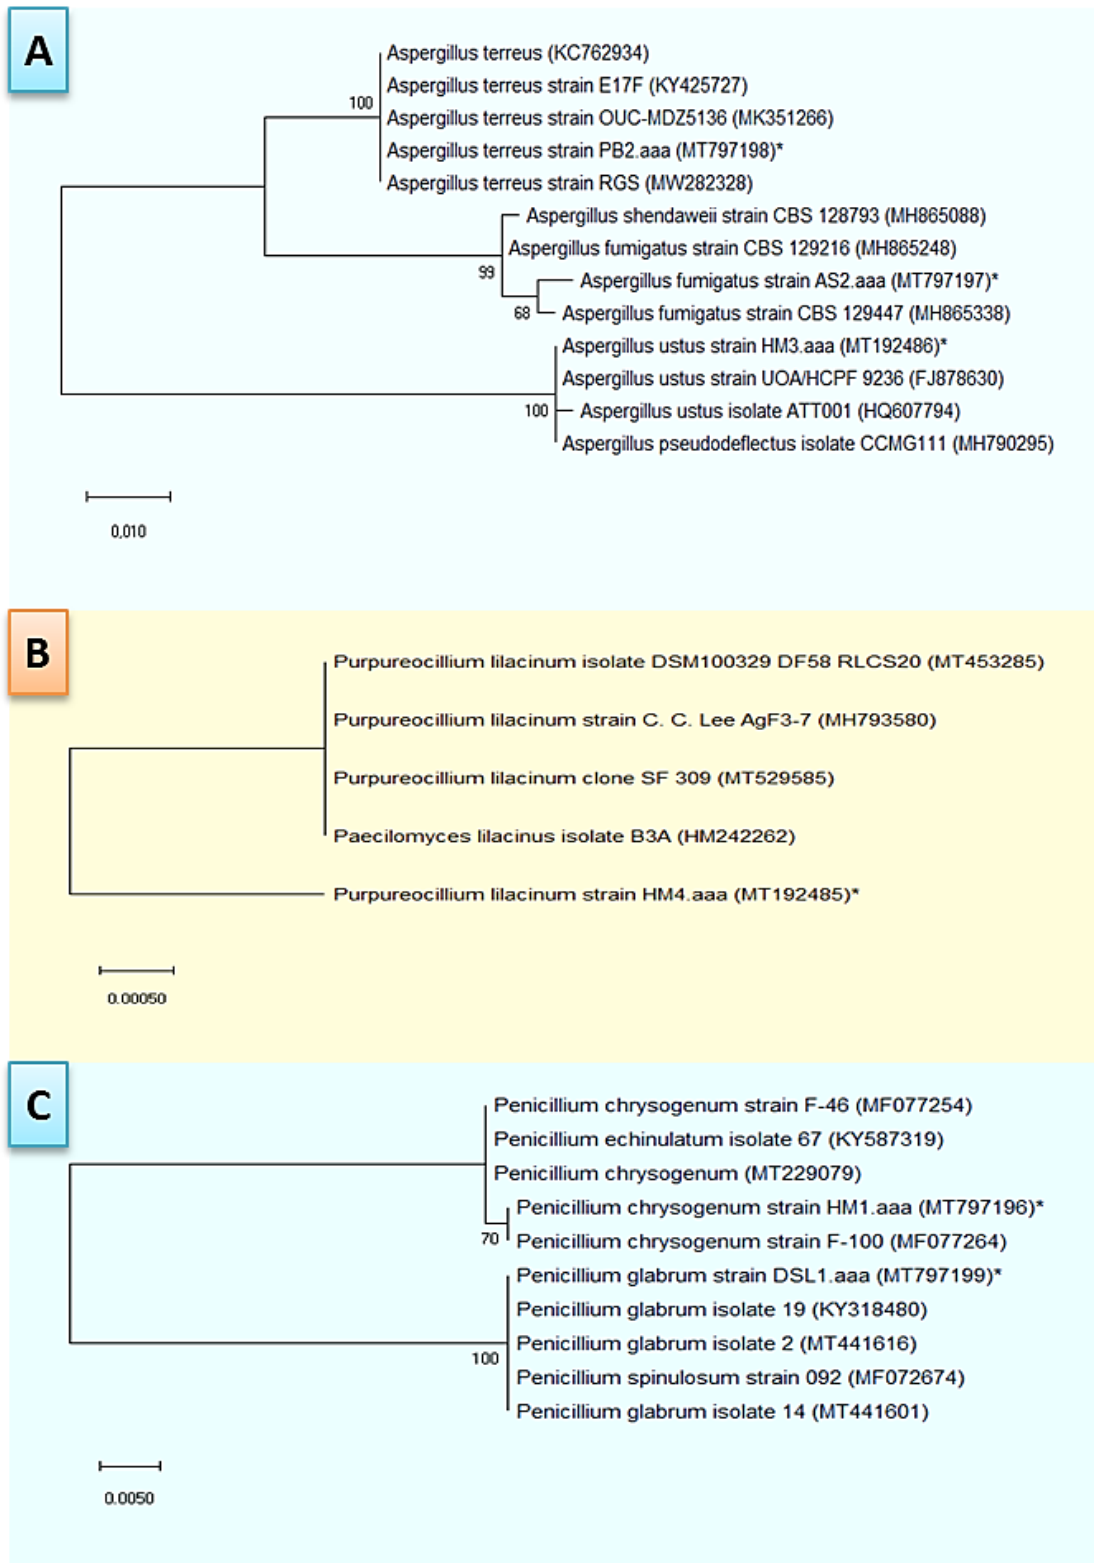 A
Aspergillus terreus (KC762934)
Aspergillus terreus strain E17F (KY425727)
100
Aspergillus terreus strain OUC-MDZ5136 (MK351266)
Aspergillus terreus strain PB2.aaa (MT797198)*
Aspergillus terreus strain RGS (MW282328)
Aspergillus shendaweii strain CBS 128793 (MH865088)
Aspergillus fumigatus strain CBS 129216 (MH865248)
99
Aspergillus fumigatus strain AS2.aaa (MT797197)*
68
Aspergillus fumigatus strain CBS 129447 (MH865338)
Aspergillus ustus strain HM3.aaa (MT192486)*
Aspergillus ustus strain UOA/HCPF 9236 (FJ878630)
100
Aspergillus ustus isolate ATT001 (HQ607794)
Aspergillus pseudodeflectus isolate CCMG111 (MH790295)
0,010
B
Purpureocillium lilacinum isolate DSM100329 DF58 RLCS20 (MT453285)
Purpureocillium lilacinum strain C. C. Lee AgF3-7 (MH793580)
Purpureocillium lilacinum clone SF 309 (MT529585)
Paecilomyces lilacinus isolate B3A (HM242262)
Purpureocillium lilacinum strain HM4.aaa (MT192485)*
0.00050
C
Penicillium chrysogenum strain F-46 (MF077254)
Penicillium echinulatum isolate 67 (KY587319)
Penicillium chrysogenum (MT229079)
Penicillium chrysogenum strain HM1.aaa (MT797196)*
70
Penicillium chrysogenum strain F-100 (MF077264)
Penicillium glabrum strain DSL1.aaa (MT797199)*
Penicillium glabrum isolate 19 (KY318480)
Penicillium glabrum isolate 2 (MT441616)
100
Penicillium spinulosum strain 092 (MF072674)
Penicillium glabrum isolate 14 (MT441601)
0.0050